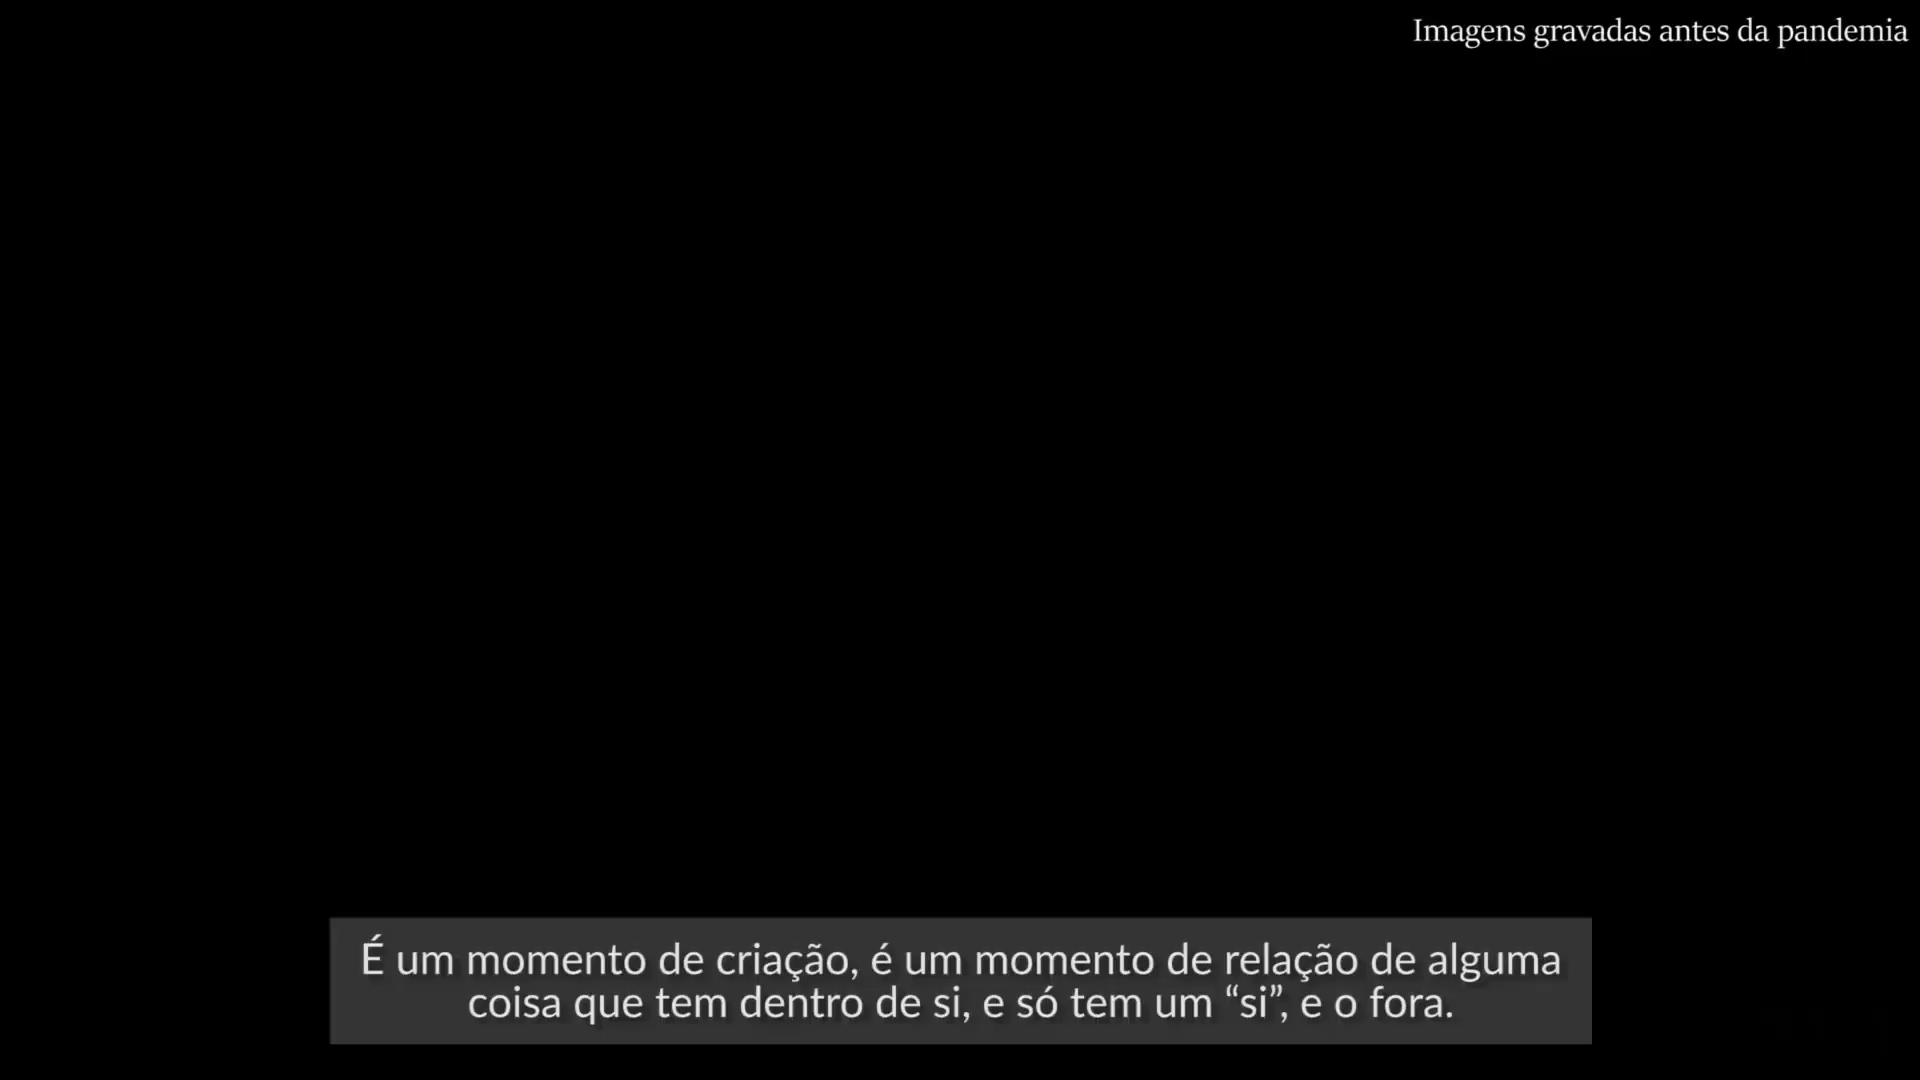 Imagens gravadas antes da pandemia
É um momento de criação, é um momento de relação de alguma
coisa que tem dentro de si, e só tem um “si”, e o fora.